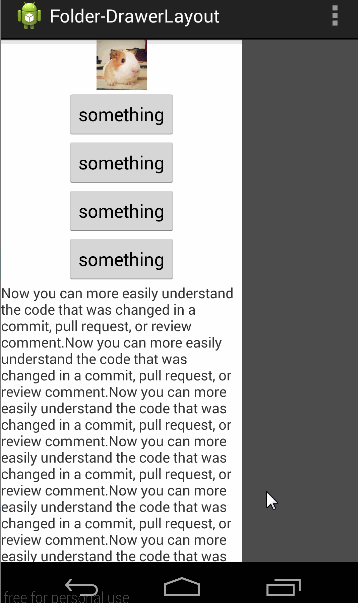 Folder-DrawerLayout
something
something
something
something
Now you can more easily understand
the code that was changed in a
commit, pull request, or review
comment.Now you can more easily
understand the code that was
changed in a commit, pull request, or
review comment.Now you can more
easily understand the code that was
changed in a commit, pull request, or
review comment.Now you can more
easily understand the code that was
changed in a commit, pull request, or
review comment.Now you can more
easily understand the code that was
changed in a commit, pull request, or
review comment.Now you can more
easily understand the code that was
free for personal use